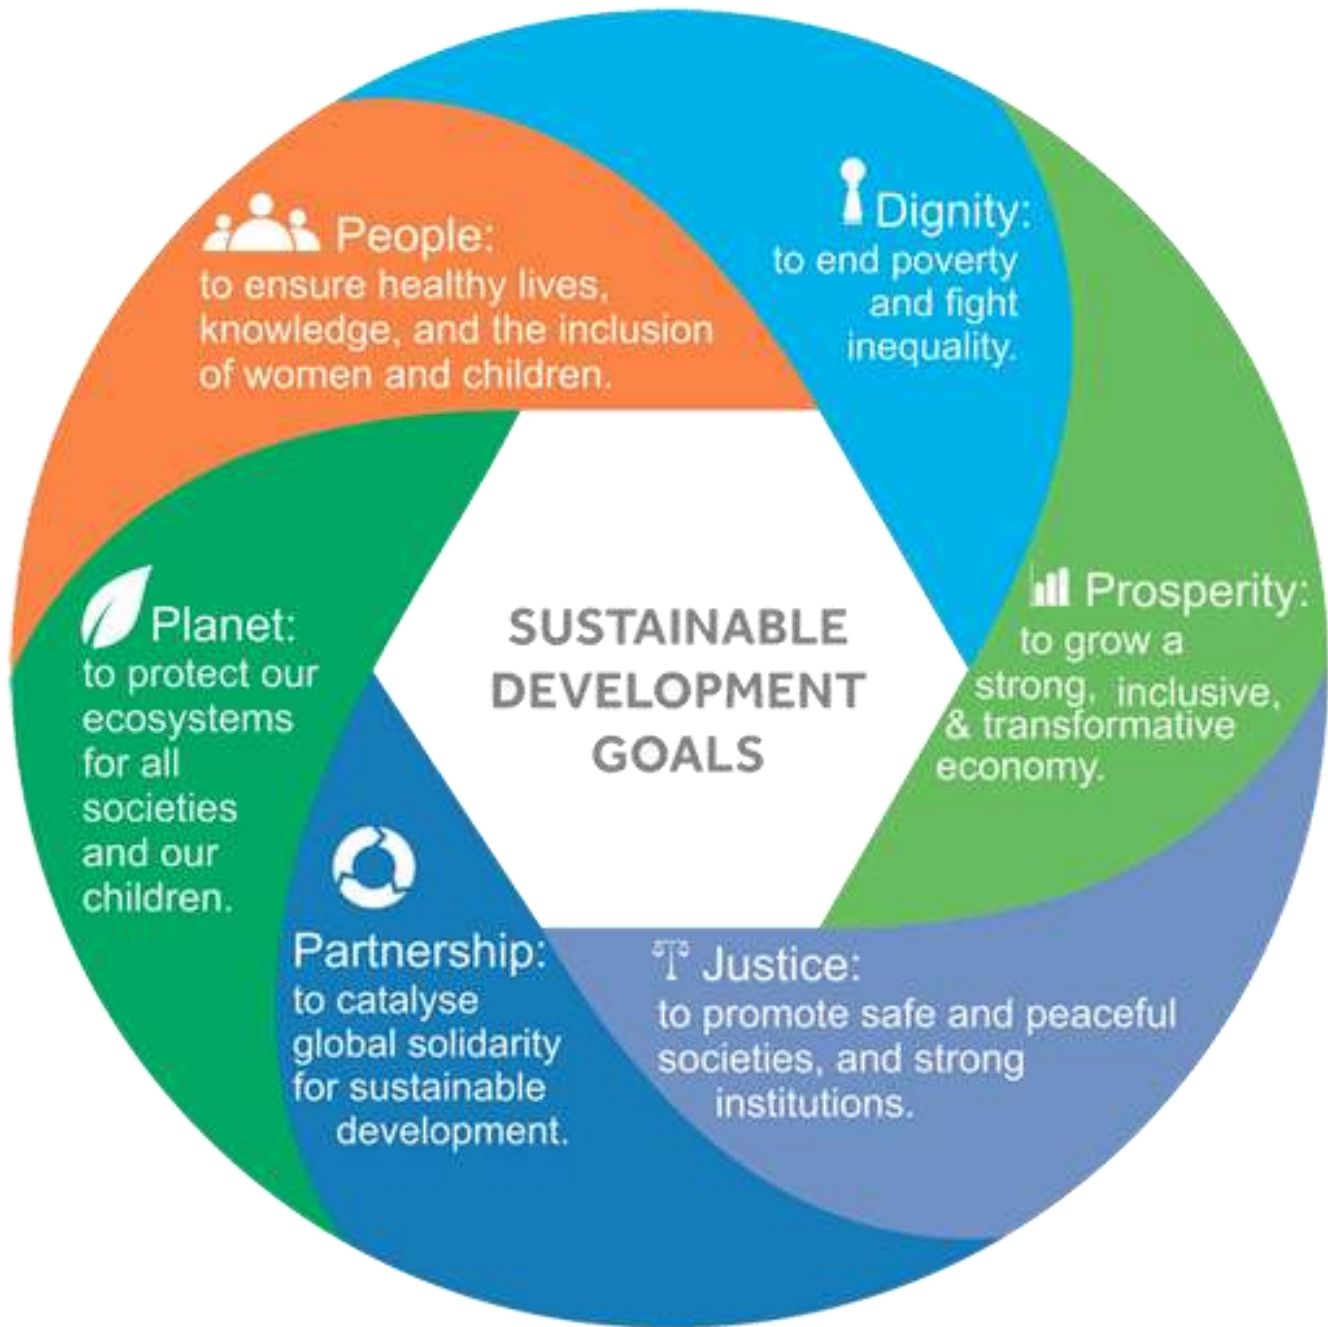 People:
to ensure healthy lives,
knowledge, and the inclusion
of women and children.
Dignity:
to end poverty
and fight
inequality.
Prosperity:
to grow a
strong, inclusive,
& transformative
economy.
Justice:
to promote safe and peaceful
societies, and strong
institutions.
Partnership:
to catalyse
global solidarity
for sustainable
development.
Planet:
to protect our
ecosystems
for all
societies
and our
children.
SUSTAINABLE
DEVELOPMENT
GOALS